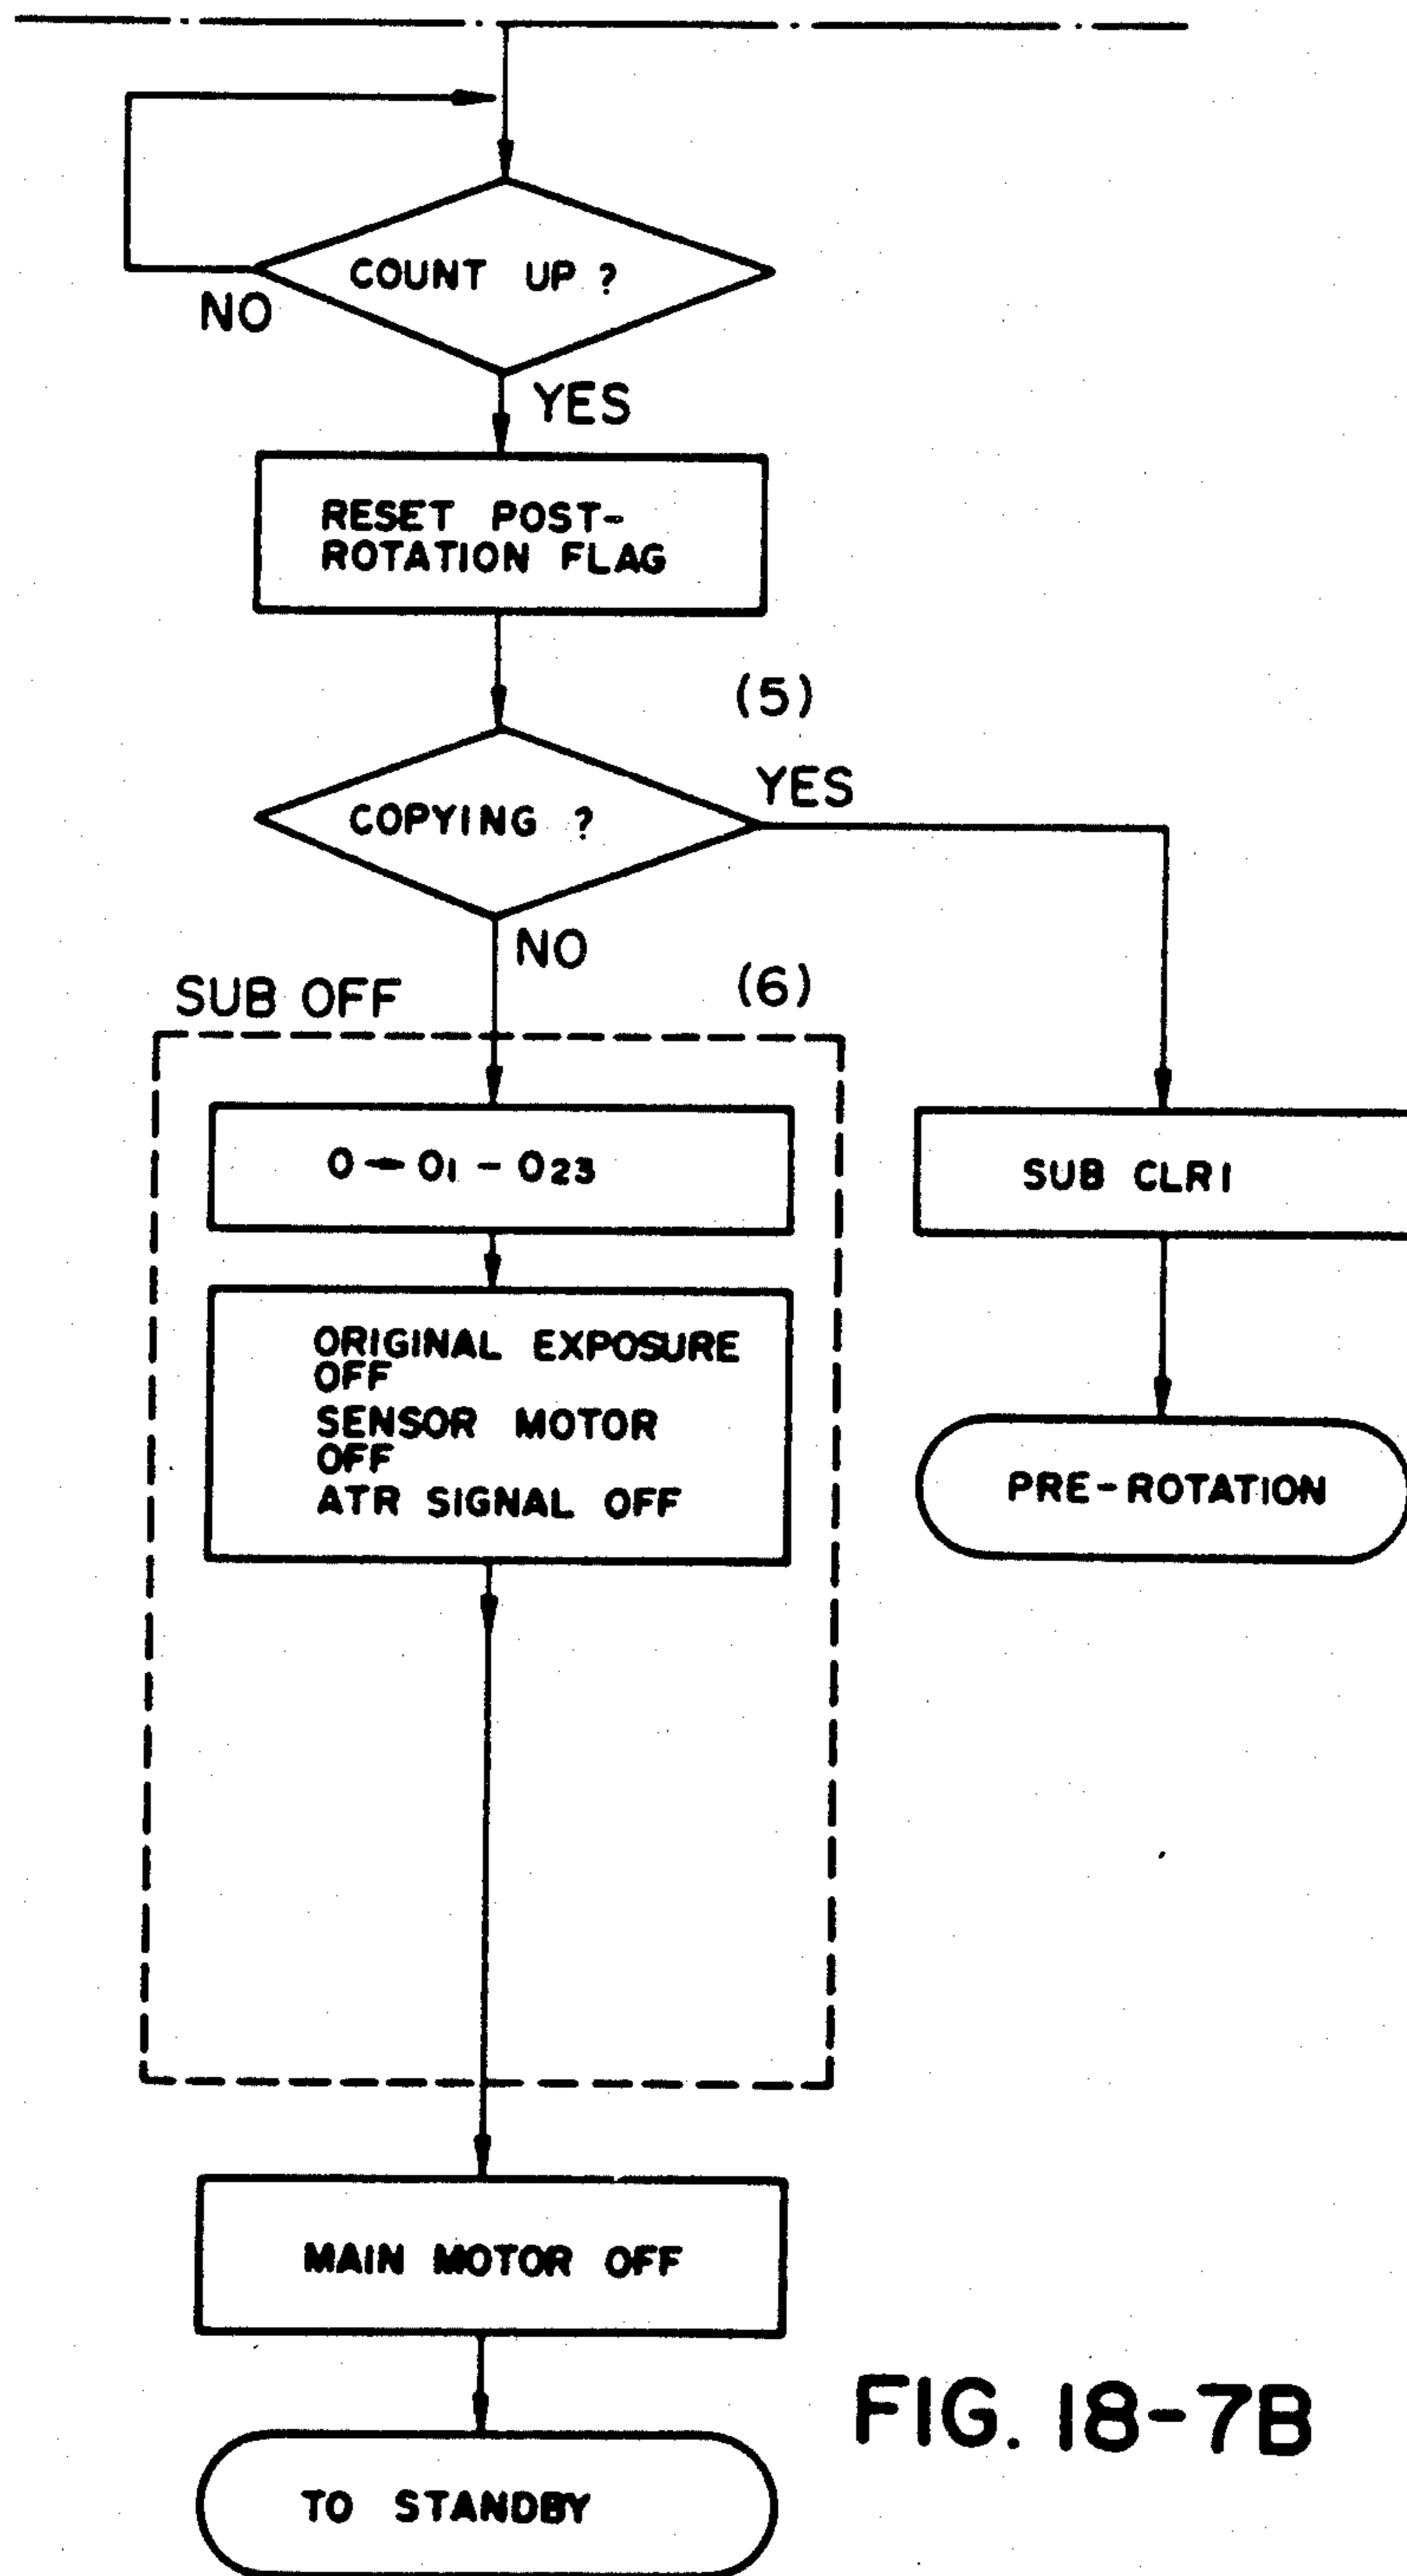 COUNT UP ?
NO
YES
RESET POST-
ROTATION FLAG
(5)
COPYING ?
YES
NO
SUB OFF
(6)
0 ← O1 - O23
SUB CLR1
ORIGINAL EXPOSURE
OFF
SENSOR MOTOR
OFF
ATR SIGNAL OFF
PRE-ROTATION
MAIN MOTOR OFF
TO STANDBY
FIG. 18-7B